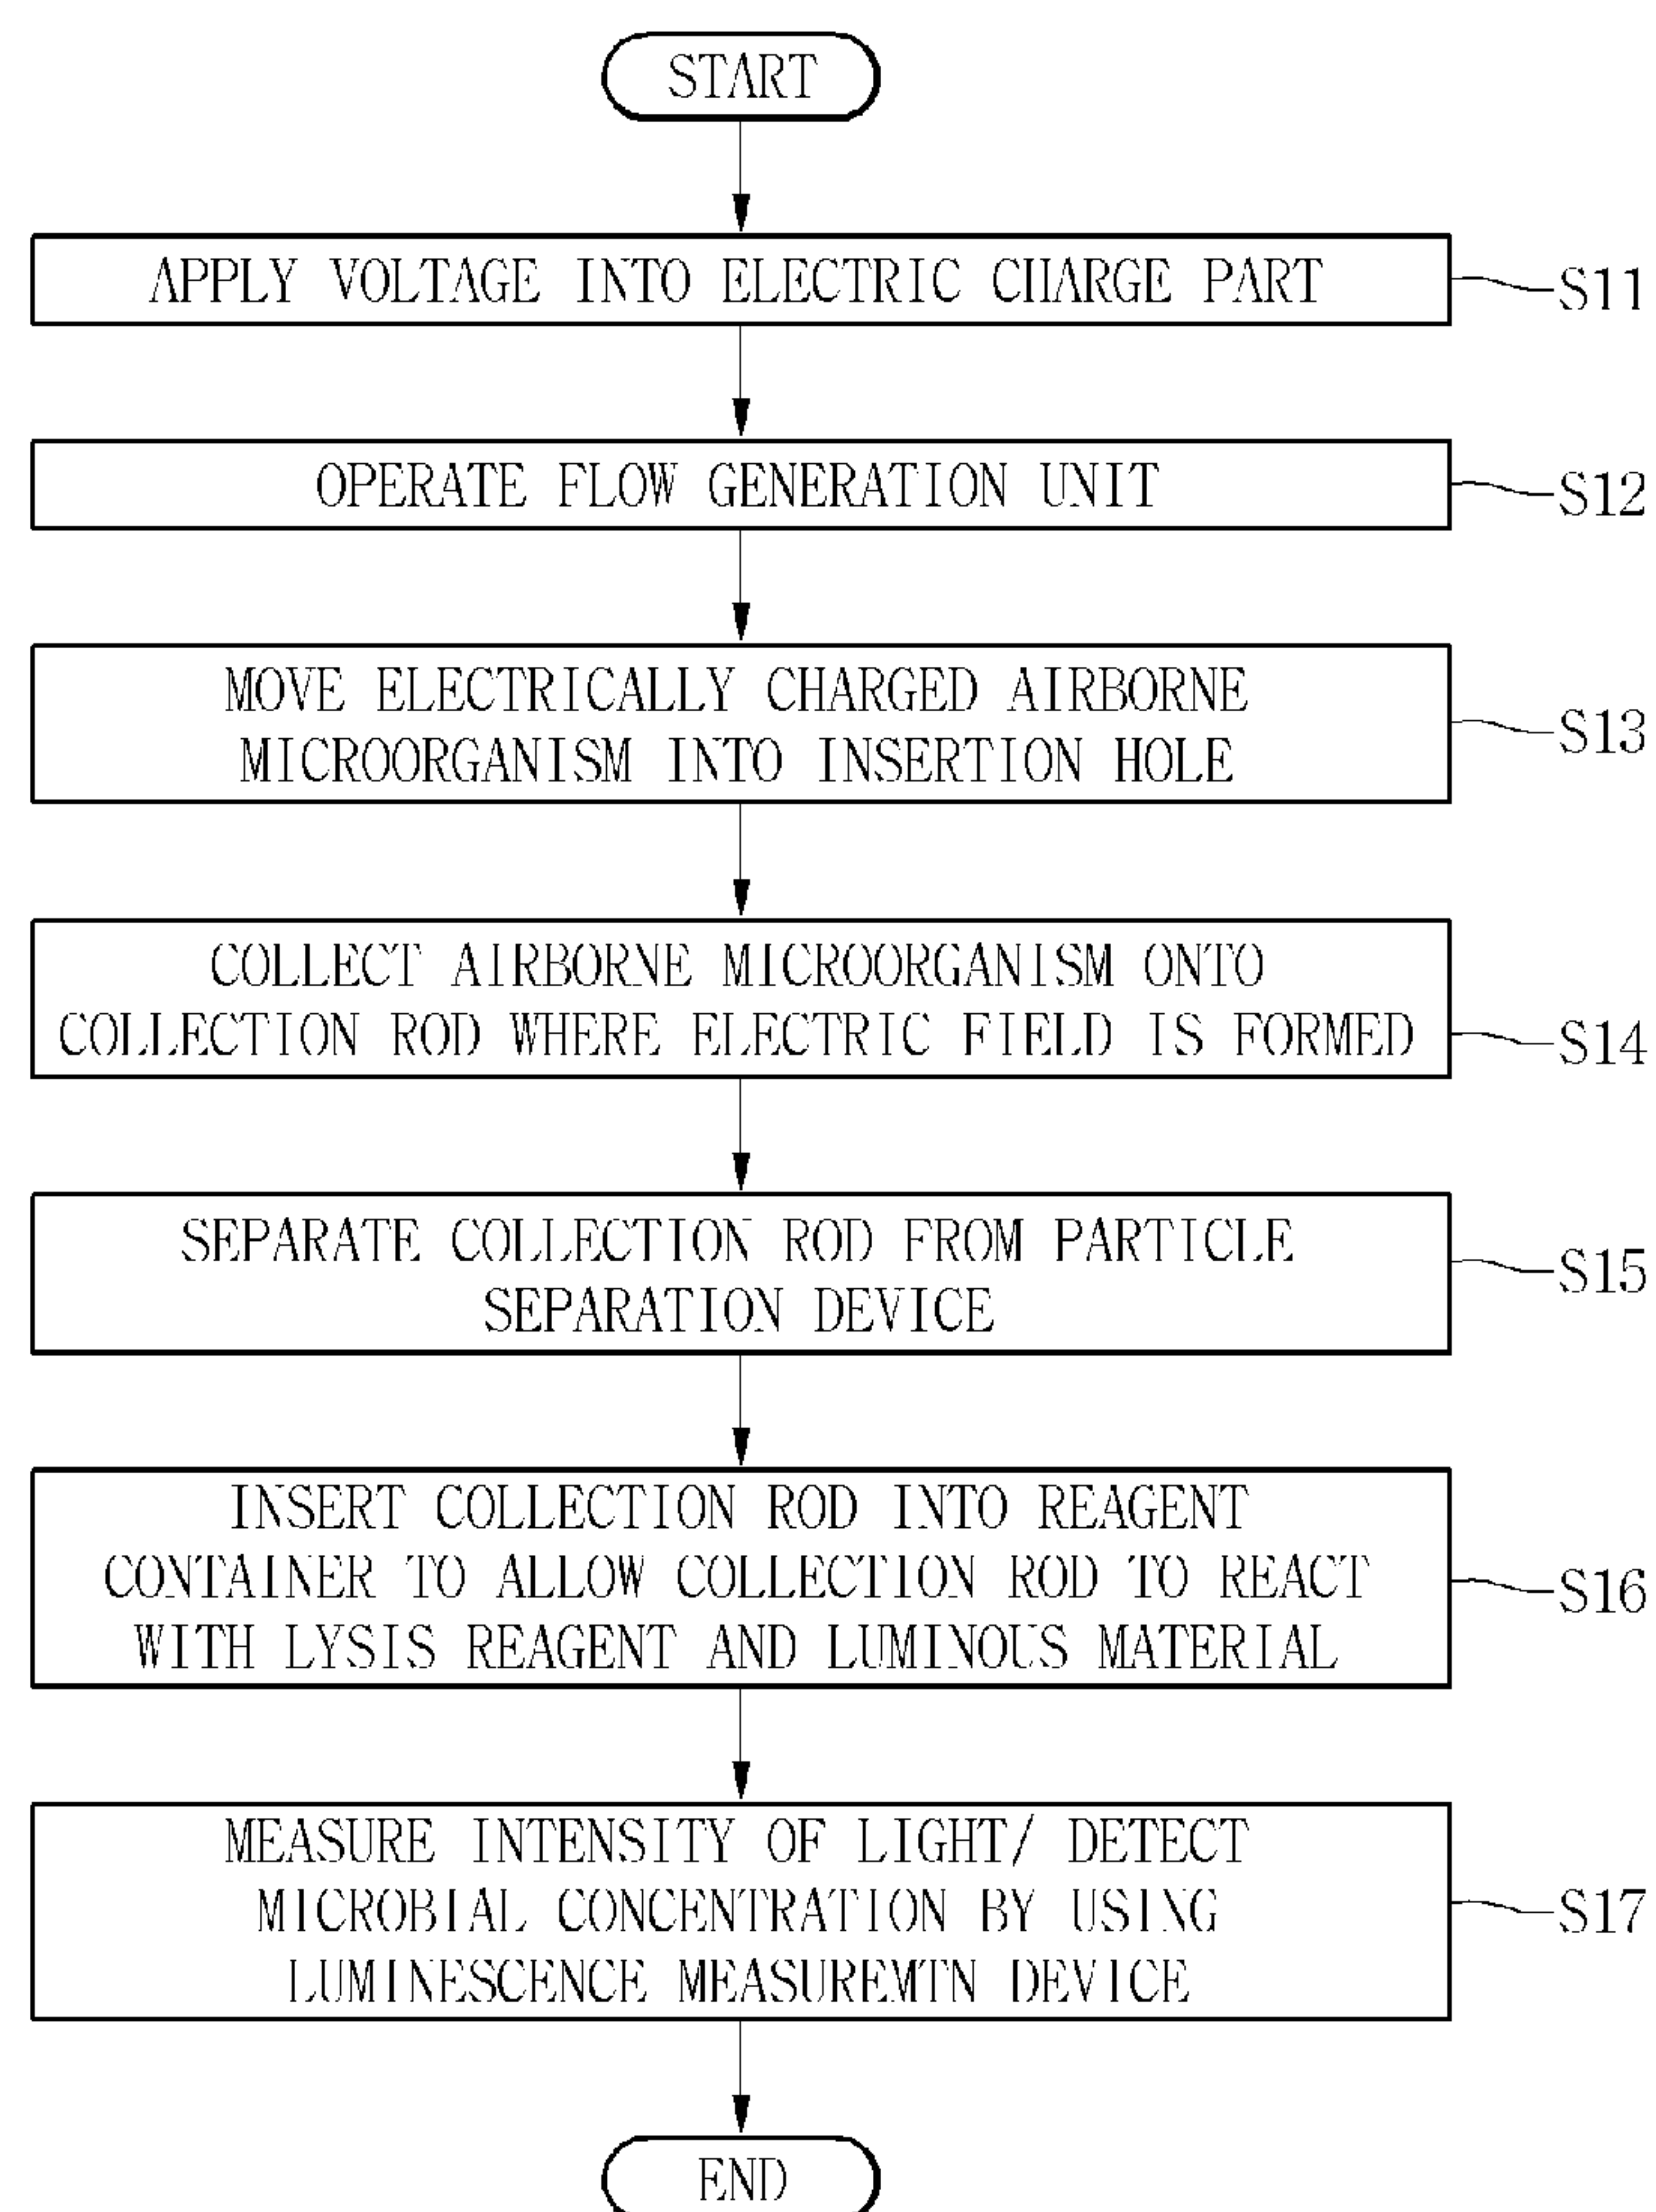 START
APPLY VOLTAGE INTO ELECTRIC CHARGE PART
S11
OPERATE FLOW GENERATION UNIT
S12
MOVE ELECTRICALLY CHARGED AIRBORNE
MICROORGANISM INTO INSERTION HOLE
S13
COLLECT AIRBORNE MICROORGANISM ONTO
COLLECTION ROD WHERE ELECTRIC FIELD IS FORMED
S14
SEPARATE COLLECTION ROD FROM PARTICLE
SEPARATION DEVICE
S15
INSERT COLLECTION ROD INTO REAGENT
CONTAINER TO ALLOW COLLECTION ROD TO REACT
WITH LYSIS REAGENT AND LUMINOUS MATERIAL
S16
MEASURE INTENSITY OF LIGHT/ DETECT
MICROBIAL CONCENTRATION BY USING
LUMINESCENCE MEASUREMTN DEVICE
S17
END